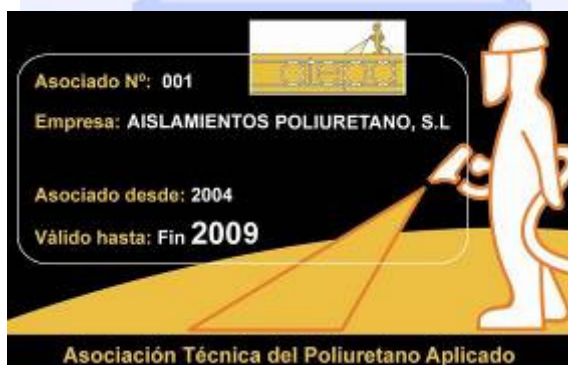 Asociado Nº: 001
Empresa: AISLAMIENTOS POLIURETANO, S.L
Asociado desde: 2004
Válido hasta: Fin 2009
Asociación Técnica del Poliuretano Aplicado